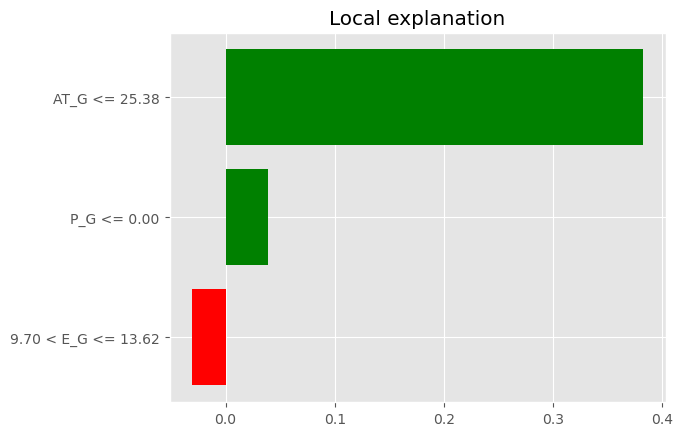 Local explanation
AT_G <= 25.38
P_G <= 0.00
9.70 < E_G <= 13.62
0.0 0.1 0.2 0.3 0.4